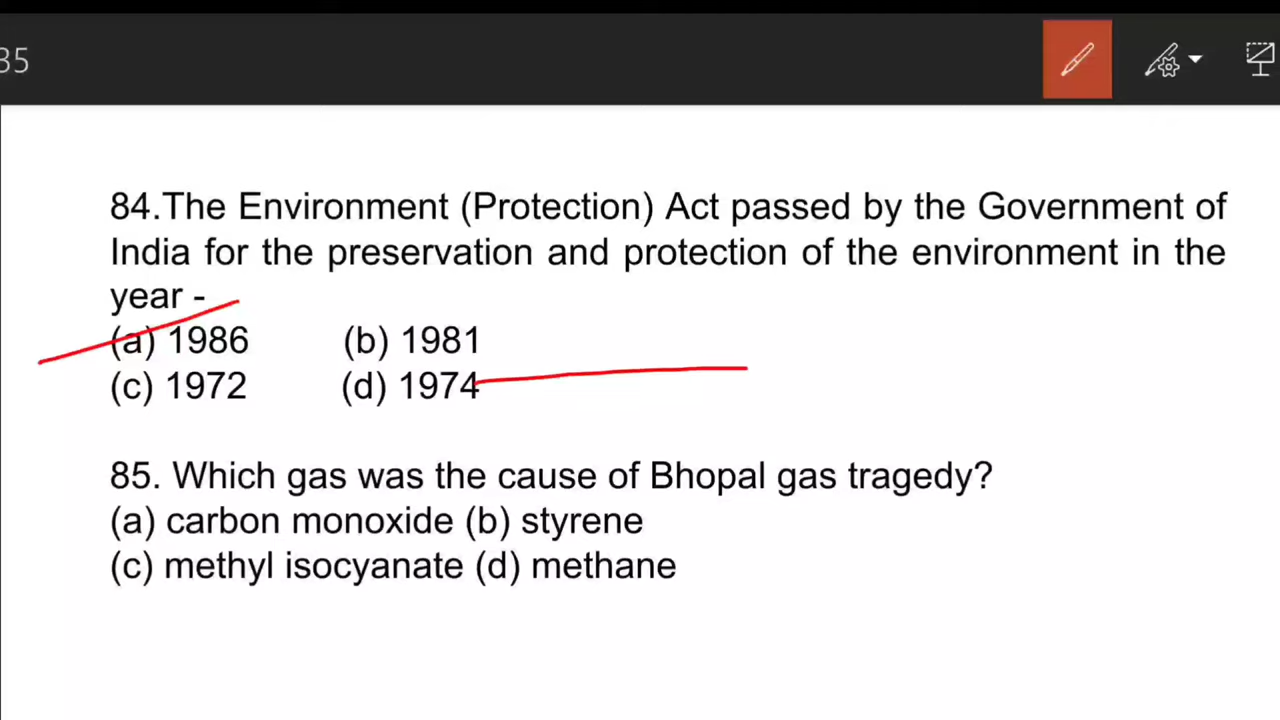 35
84.The Environment (Protection) Act passed by the Government of
India for the preservation and protection of the environment in the
year -
(a) 1986 (b) 1981
(c) 1972 (d) 1974
85. Which gas was the cause of Bhopal gas tragedy?
(a) carbon monoxide (b) styrene
(c) methyl isocyanate (d) methane